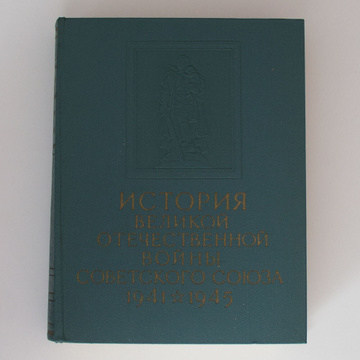 ИСТОРИЯ
ВЕЛИКОЙ
ОТЕЧЕСТВЕННОЙ
ВОЙНЫ
СОВЕТСКОГО СОЮЗА
1941-1945